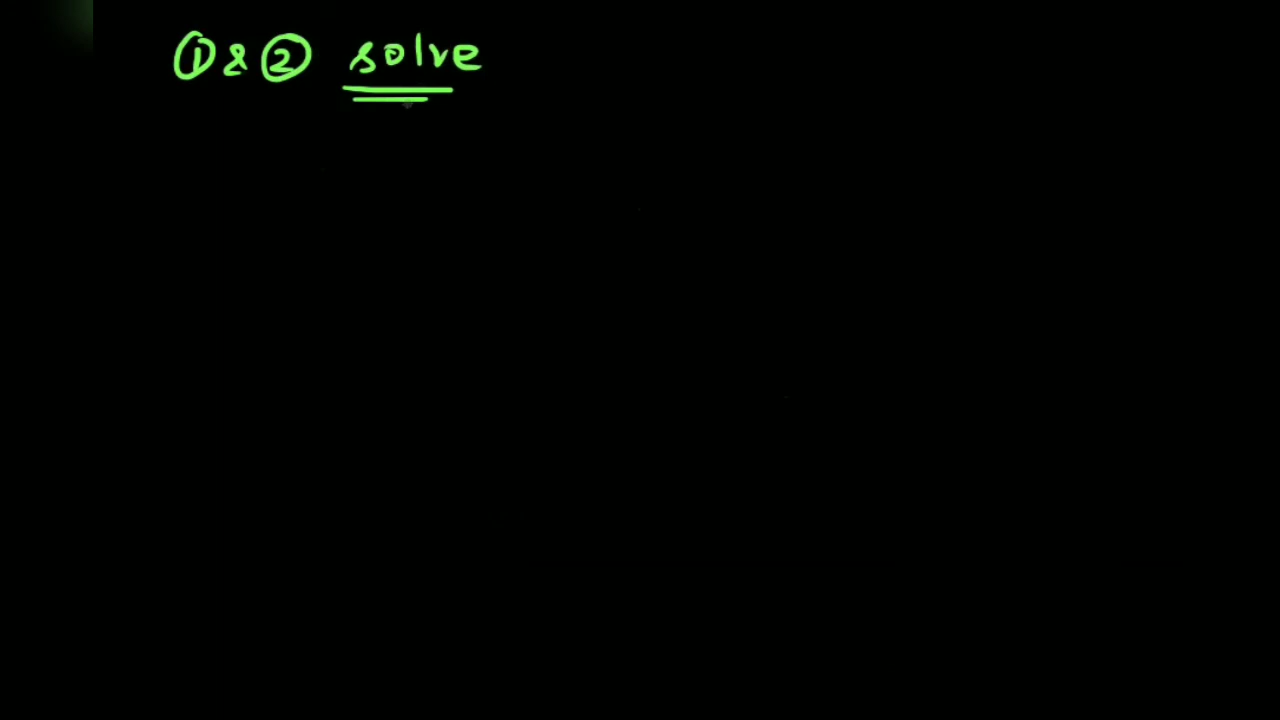 ① & ② solve